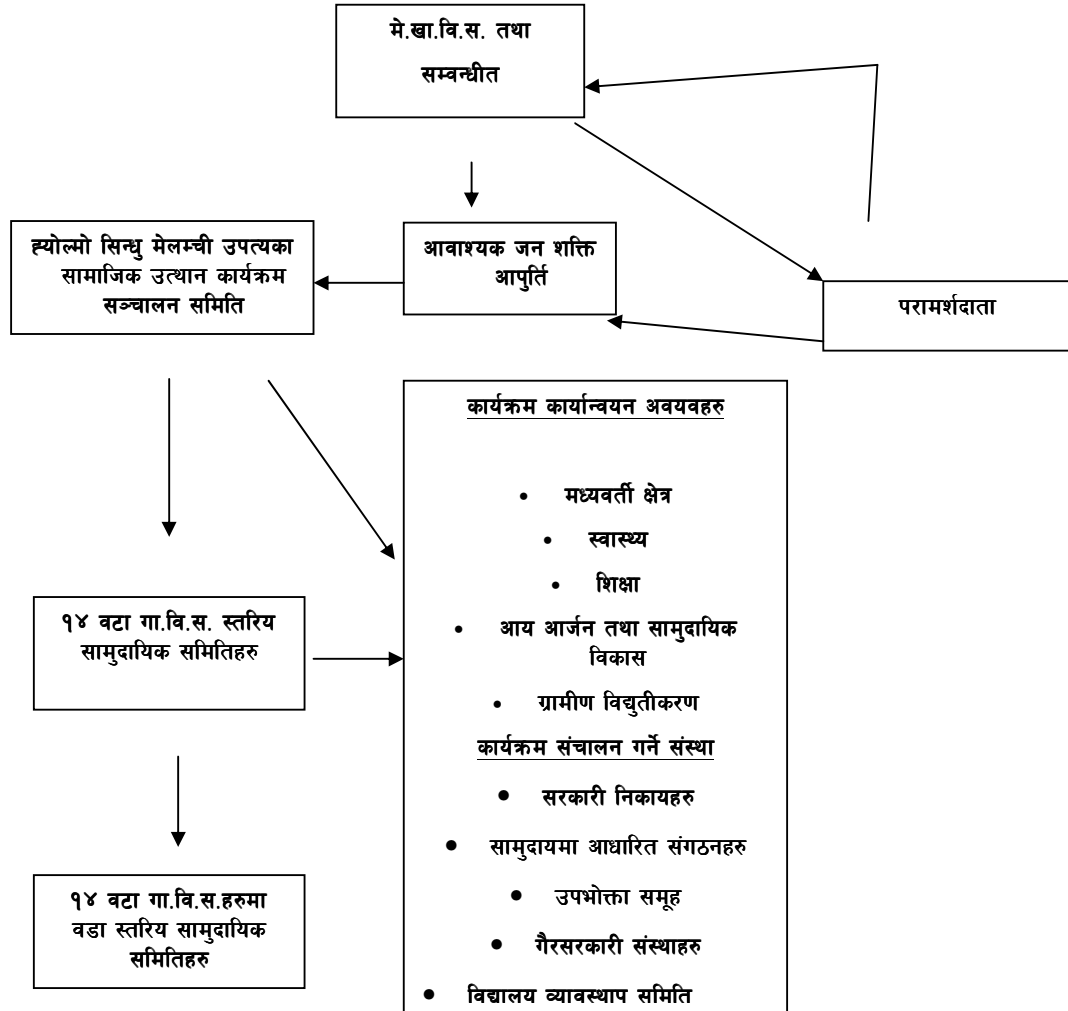 मे.खा.वि.स. तथा
सम्वन्धीत
ह्योल्मो सिन्धु मेलम्ची उपत्यका
सामाजिक उत्थान कार्यक्रम
सञ्चालन समिति
आवाश्यक जन शक्ति
आपुर्ति
परामर्शदाता
कार्यक्रम कार्यान्वयन अवयवहरु
• मध्यवर्ती क्षेत्र
• स्वास्थ्य
• शिक्षा
• आय आर्जन तथा सामुदायिक
विकास
• ग्रामीण विद्युतीकरण
कार्यक्रम संचालन गर्ने संस्था
• सरकारी निकायहरु
• सामुदायमा आधारित संगठनहरु
• उपभोक्ता समूह
• गैरसरकारी संस्थाहरु
• विद्यालय व्यावस्थाप समिति
१४ वटा गा.वि.स. स्तरिय
सामुदायिक समितिहरु
१४ वटा गा.वि.स.हरुमा
वडा स्तरिय सामुदायिक
समितिहरु